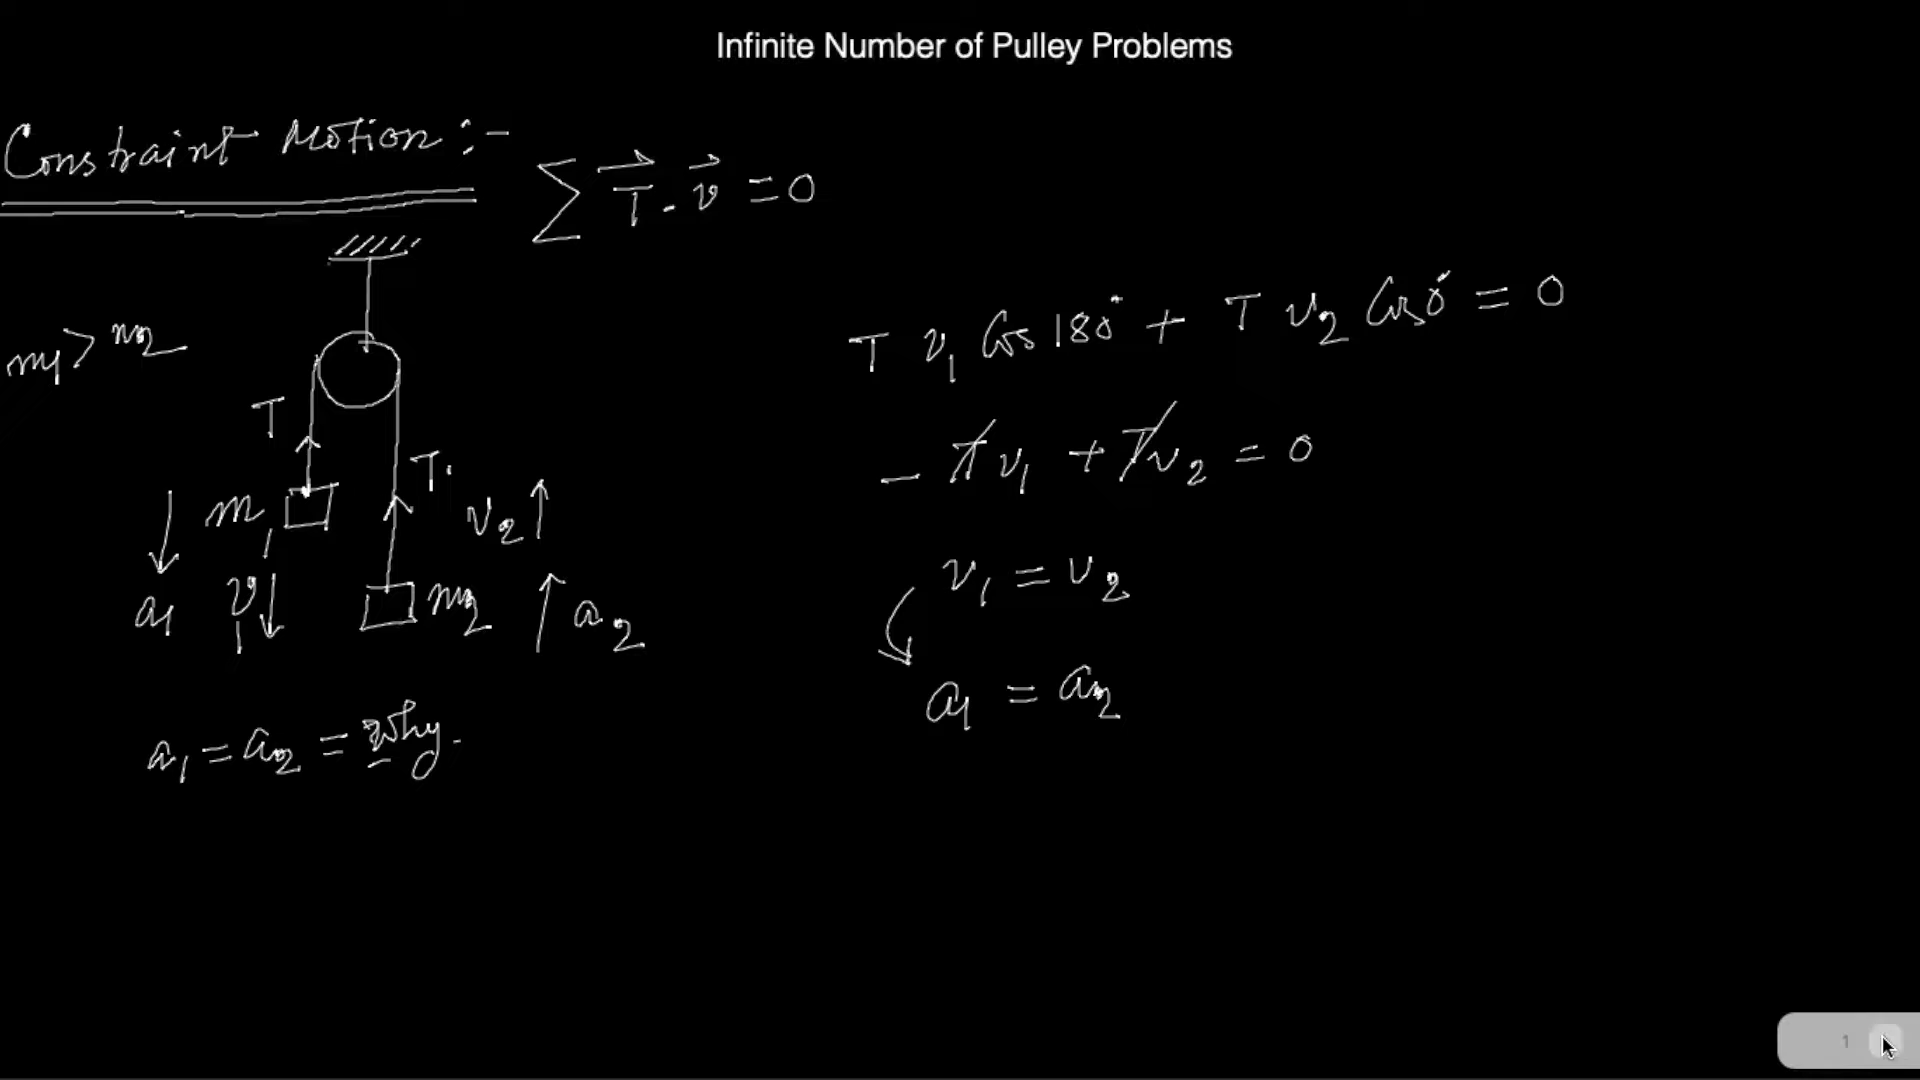 Infinite Number of Pulley Problems
Constraint Motion :-
∑ T⃗ . v⃗ = 0
m₁ > m₂
T
T
m₁
v₂
a₁
v₁
m₂
a₂
a₁ = a₂ = why.
T v₁ Cos 180° + T v₂ Cos 0° = 0
- T v₁ + T v₂ = 0
v₁ = v₂
a₁ = a₂
1